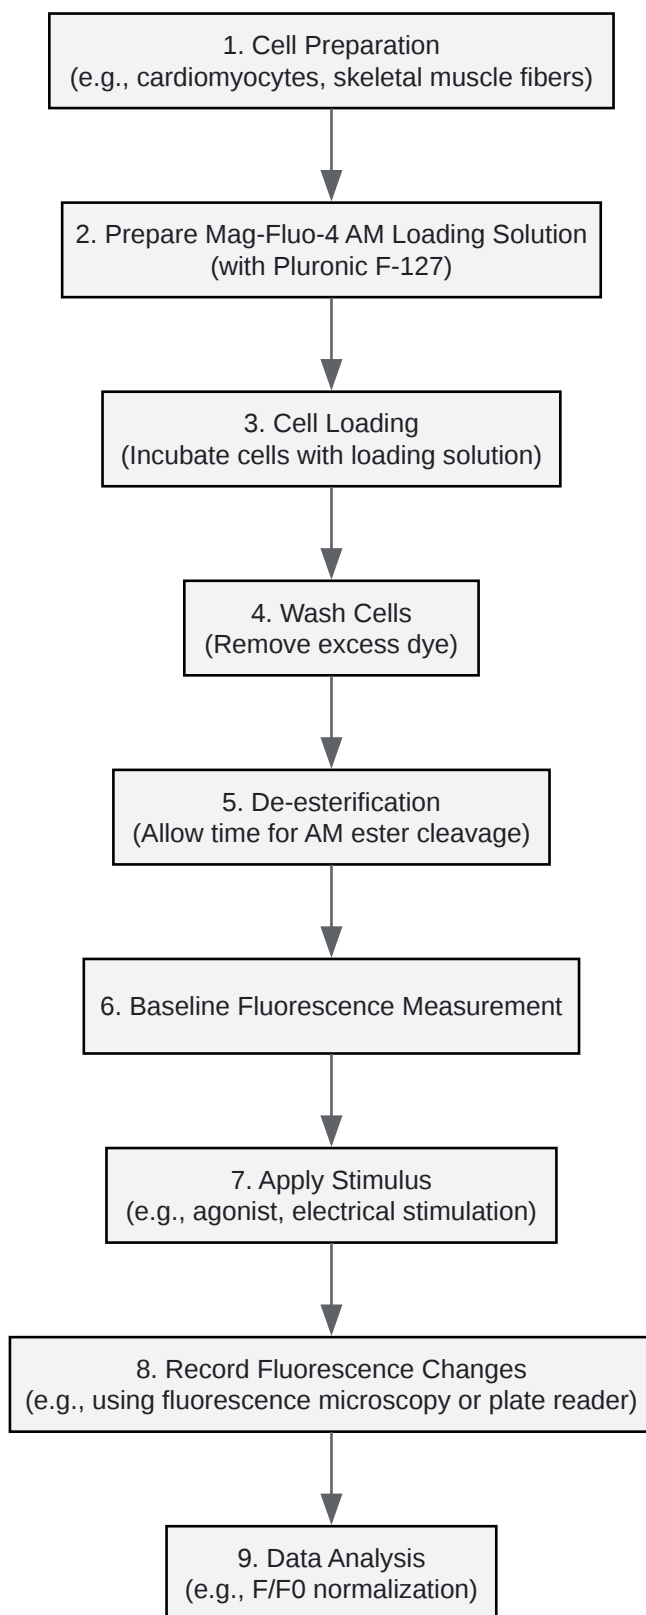 1. Cell Preparation
(e.g., cardiomyocytes, skeletal muscle fibers)
2. Prepare Mag-Fluo-4 AM Loading Solution
(with Pluronic F-127)
3. Cell Loading
(Incubate cells with loading solution)
4. Wash Cells
(Remove excess dye)
5. De-esterification
(Allow time for AM ester cleavage)
6. Baseline Fluorescence Measurement
7. Apply Stimulus
(e.g., agonist, electrical stimulation)
8. Record Fluorescence Changes
(e.g., using fluorescence microscopy or plate reader)
9. Data Analysis
(e.g., F/F0 normalization)